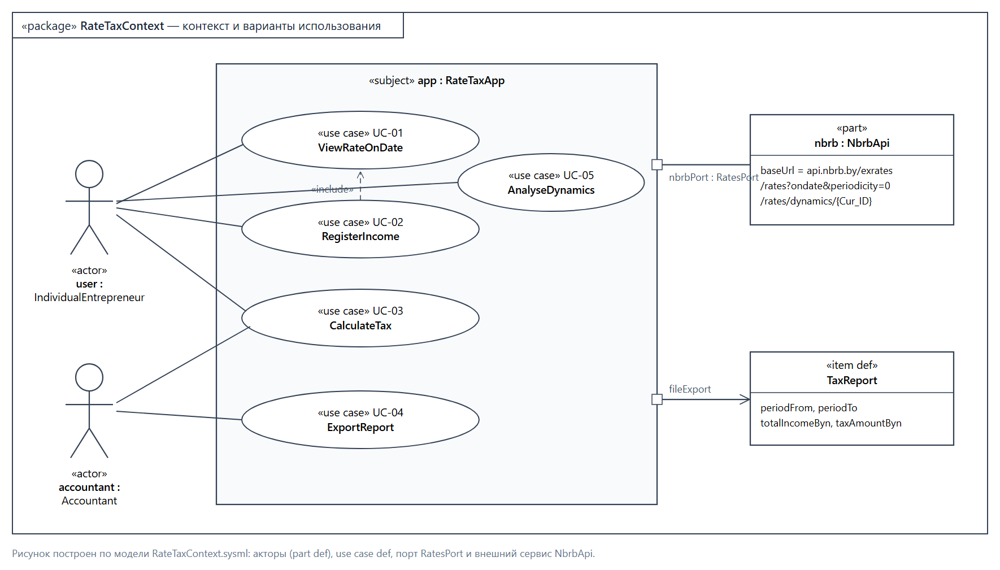 «package» RateTaxContext — контекст и варианты использования
«subject» app : RateTaxApp
«use case» UC-01
ViewRateOnDate
«use case» UC-05
AnalyseDynamics
«include»
«use case» UC-02
RegisterIncome
«use case» UC-03
CalculateTax
«use case» UC-04
ExportReport
«actor»
user :
IndividualEntrepreneur
«actor»
accountant :
Accountant
nbrbPort : RatesPort
«part»
nbrb : NbrbApi
baseUrl = api.nbrb.by/exrates
/rates?ondate&periodicity=0
/rates/dynamics/{Cur_ID}
fileExport
«item def»
TaxReport
periodFrom, periodTo
totalIncomeByn, taxAmountByn
Рисунок построен по модели RateTaxContext.sysml: акторы (part def), use case def, порт RatesPort и внешний сервис NbrbApi.